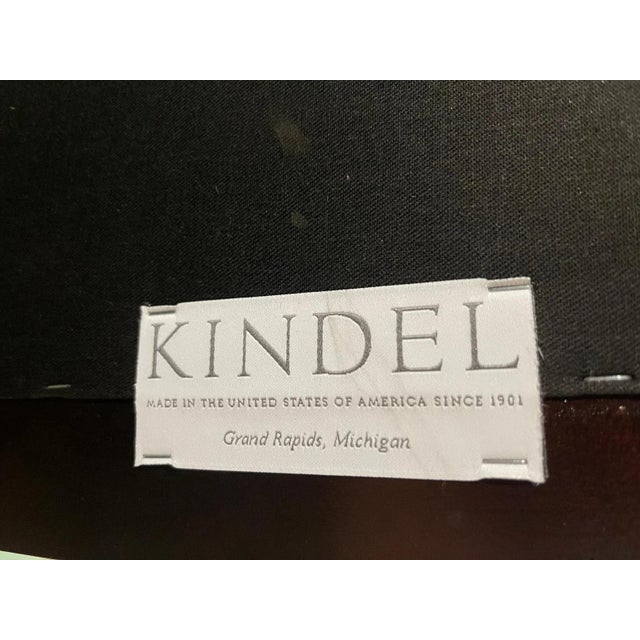 KINDEL
MADE IN THE UNITED STATES OF AMERICA SINCE 1901
Grand Rapids, Michigan